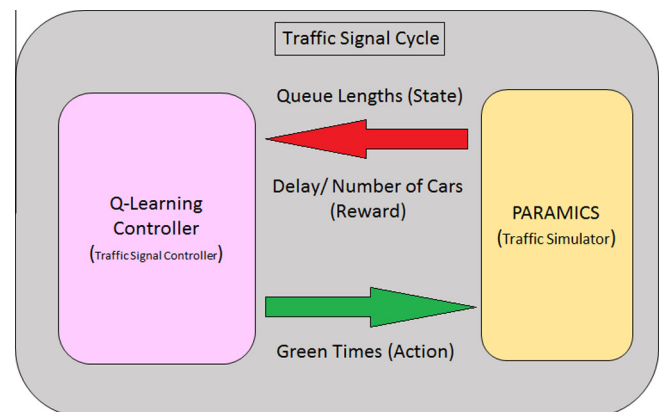 Traffic Signal Cycle
Queue Lengths (State)
Delay/ Number of Cars
(Reward)
Q-Learning
Controller
(Traffic Signal Controller)
PARAMICS
(Traffic Simulator)
Green Times (Action)